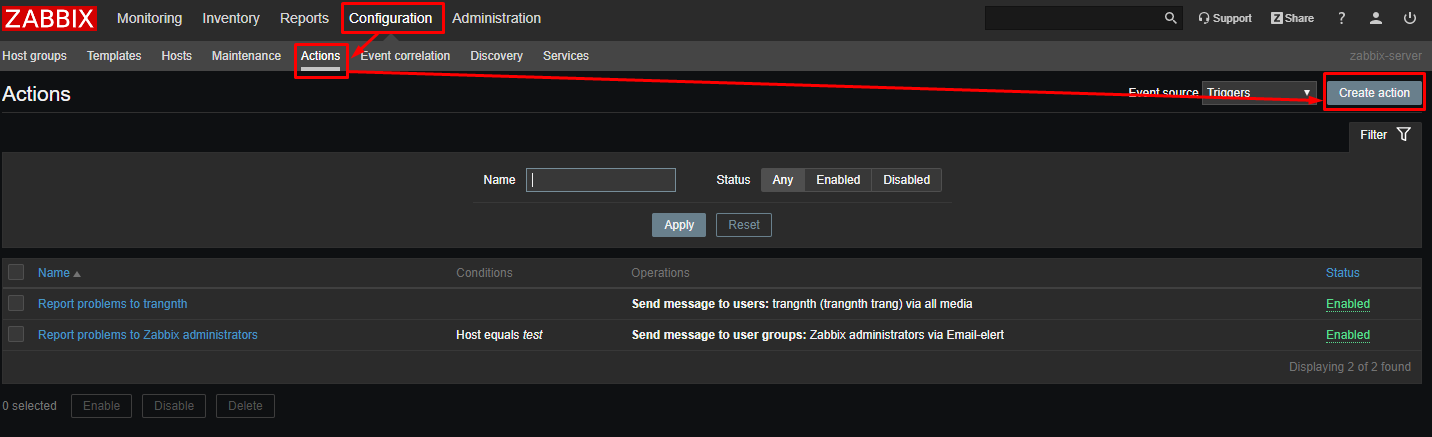 ZABBIX Monitoring Inventory Reports Configuration Administration Support Z Share ?
Host groups Templates Hosts Maintenance Actions Event correlation Discovery Services zabbix-server
Actions Event source Triggers Create action
Filter
Name Status Any Enabled Disabled
Apply Reset
Name Conditions Operations Status
Report problems to trangnth Send message to users: trangnth (trangnth trang) via all media Enabled
Report problems to Zabbix administrators Host equals test Send message to user groups: Zabbix administrators via Email-elert Enabled
Displaying 2 of 2 found
0 selected Enable Disable Delete